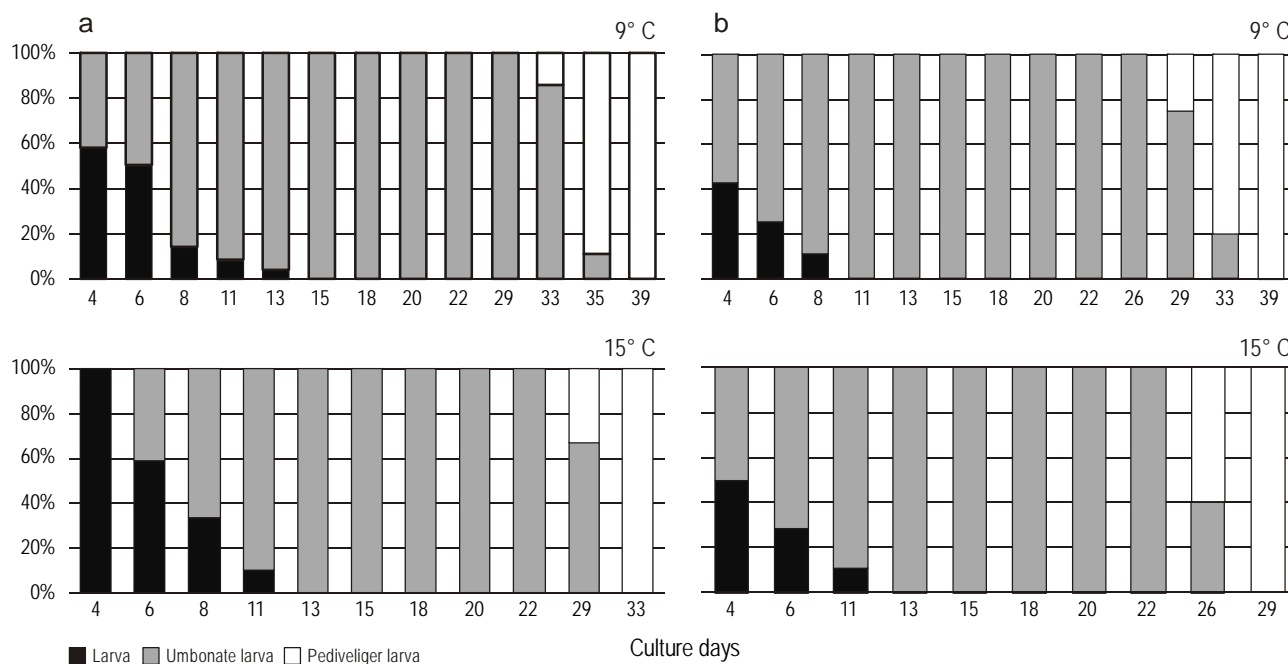 a
9° C
100%
80%
60%
40%
20%
0%
4 6 8 11 13 15 18 20 22 29 33 35 39
b
9° C
4 6 8 11 13 15 18 20 22 26 29 33 39
15° C
100%
80%
60%
40%
20%
0%
4 6 8 11 13 15 18 20 22 29 33
15° C
4 6 11 13 15 18 20 22 26 29
Culture days
Larva Umbonate larva Pediveliger larva